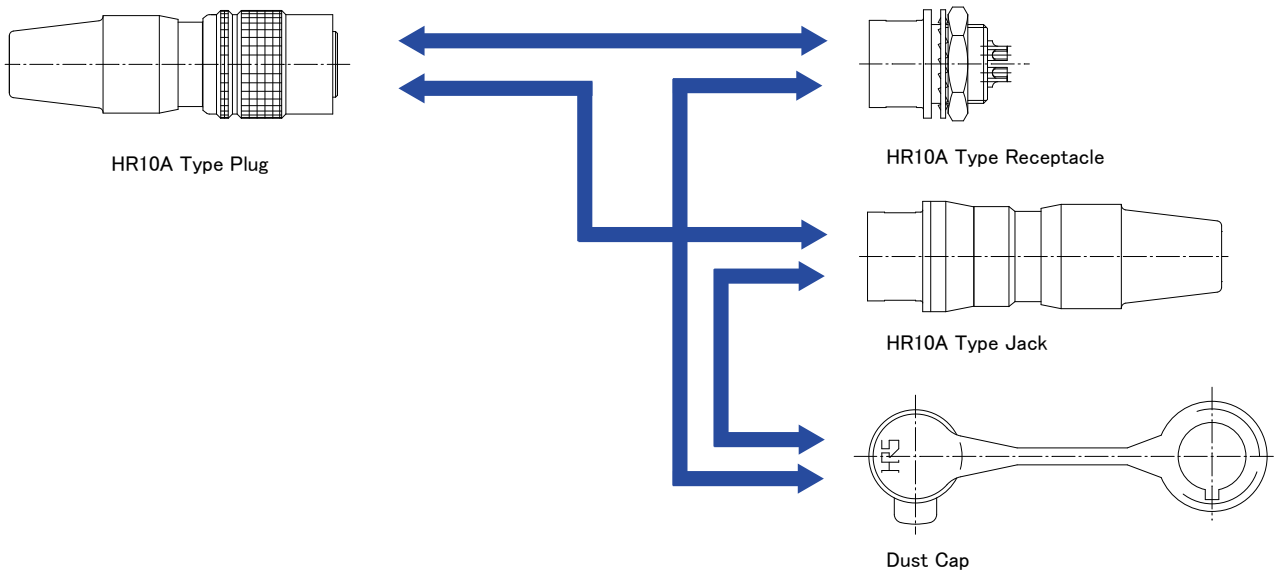 HR10A Type Plug
HR10A Type Receptacle
HR10A Type Jack
HRS
Dust Cap